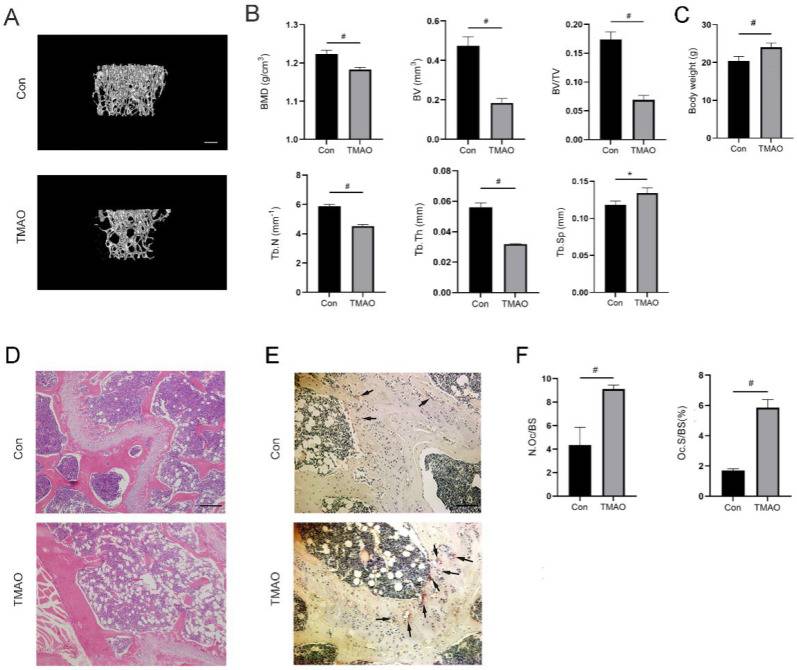 A
Con
TMAO
B
BMD (g/cm³)
1.3
1.2
1.1
1.0
#
Con
TMAO
BV (mm³)
0.6
0.4
0.2
0.0
#
Con
TMAO
BV/TV
0.20
0.15
0.10
0.05
0.00
#
Con
TMAO
C
Body weight (g)
30
20
10
0
#
Con
TMAO
Tb.N (mm⁻¹)
8
6
4
2
0
#
Con
TMAO
Tb.Th (mm)
0.08
0.06
0.04
0.02
0.00
#
Con
TMAO
Tb.Sp (mm)
0.15
0.10
0.05
0.00
*
Con
TMAO
D
Con
TMAO
E
Con
TMAO
F
N.Oc/BS
10
8
6
4
2
0
#
Con
TMAO
Oc.S/BS(%)
8
6
4
2
0
#
Con
TMAO